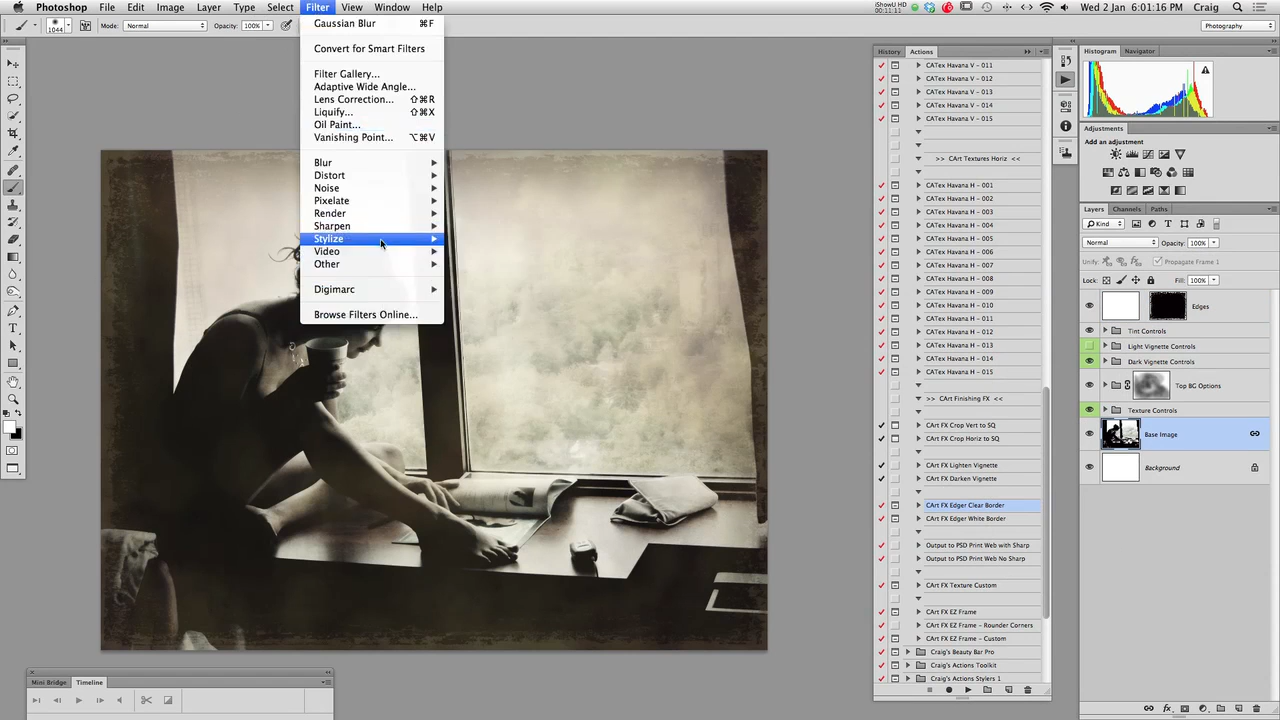 Photoshop File Edit Image Layer Type Select Filter View Window Help
iShowU HD
00:11:11
Wed 2 Jan 6:01:16 PM Craig
1044
Mode: Normal
Opacity: 100%
Photography
Gaussian Blur ⌘F
Convert for Smart Filters
Filter Gallery...
Adaptive Wide Angle...
Lens Correction... ⇧⌘R
Liquify... ⇧⌘X
Oil Paint...
Vanishing Point... ⌥⌘V
Blur
Distort
Noise
Pixelate
Render
Sharpen
Stylize
Video
Other
Digimarc
Browse Filters Online...
Mini Bridge Timeline
History Actions
CATex Havana V - 011
CATex Havana V - 012
CATex Havana V - 013
CATex Havana V - 014
CATex Havana V - 015
>> CArt Textures Horiz <<
CATex Havana H - 001
CATex Havana H - 002
CATex Havana H - 003
CATex Havana H - 004
CATex Havana H - 005
CATex Havana H - 006
CATex Havana H - 007
CATex Havana H - 008
CATex Havana H - 009
CATex Havana H - 010
CATex Havana H - 011
CATex Havana H - 012
CATex Havana H - 013
CATex Havana H - 014
CATex Havana H - 015
>> CArt Finishing FX <<
CArt FX Crop Vert to SQ
CArt FX Crop Horiz to SQ
CArt FX Lighten Vignette
CArt FX Darken Vignette
CArt FX Edger Clear Border
CArt FX Edger White Border
Output to PSD Print Web with Sharp
Output to PSD Print Web No Sharp
CArt FX Texture Custom
CArt FX EZ Frame
CArt FX EZ Frame - Rounder Corners
CArt FX EZ Frame - Custom
Craig's Beauty Bar Pro
Craig's Actions Toolkit
Craig's Actions Stylers 1
Histogram Navigator
Adjustments
Add an adjustment
Layers Channels Paths
Kind
Normal Opacity: 100%
Unify: Propagate Frame 1
Lock: Fill: 100%
Edges
Tint Controls
Light Vignette Controls
Dark Vignette Controls
Top BG Options
Texture Controls
Base Image
Background